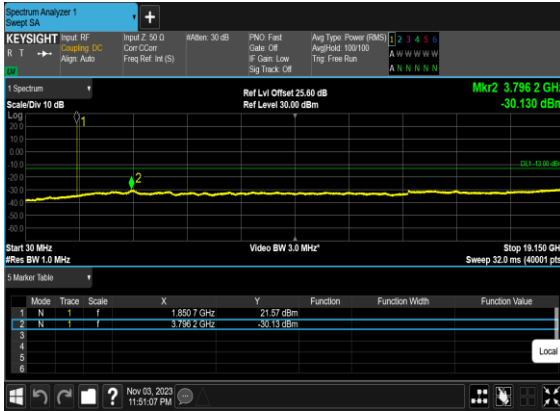 Spectrum Analyzer 1
Swept SA
+
KEYSIGHT Input: RF Input Z: 50 Ω #Atten: 30 dB PNO: Fast Avg Type: Power (RMS) 1 2 3 4 5 6
R T Coupling: DC Corr CCorr Gate: Off Avg|Hold: 100/100 A W W W W W
Align: Auto Freq Ref: Int (S) IF Gain: Low Trig: Free Run
Sig Track: Off A N N N N N
1 Spectrum Ref Lvl Offset 25.60 dB Mkr2 3.796 2 GHz
Scale/Div 10 dB Ref Level 30.00 dBm -30.130 dBm
Log
20.0
10.0
0.00
-10.0 DL1 -13.00 dBm
-20.0
-30.0
-40.0
-50.0
-60.0
1
2
Start 30 MHz Video BW 3.0 MHz* Stop 19.150 GHz
#Res BW 1.0 MHz Sweep 32.0 ms (40001 pts)
5 Marker Table
Mode Trace Scale X Y Function Function Width Function Value
1 N 1 f 1.850 7 GHz 21.57 dBm
2 N 1 f 3.796 2 GHz -30.13 dBm
3
4
5
6
Local
? Nov 03, 2023
11:51:07 PM